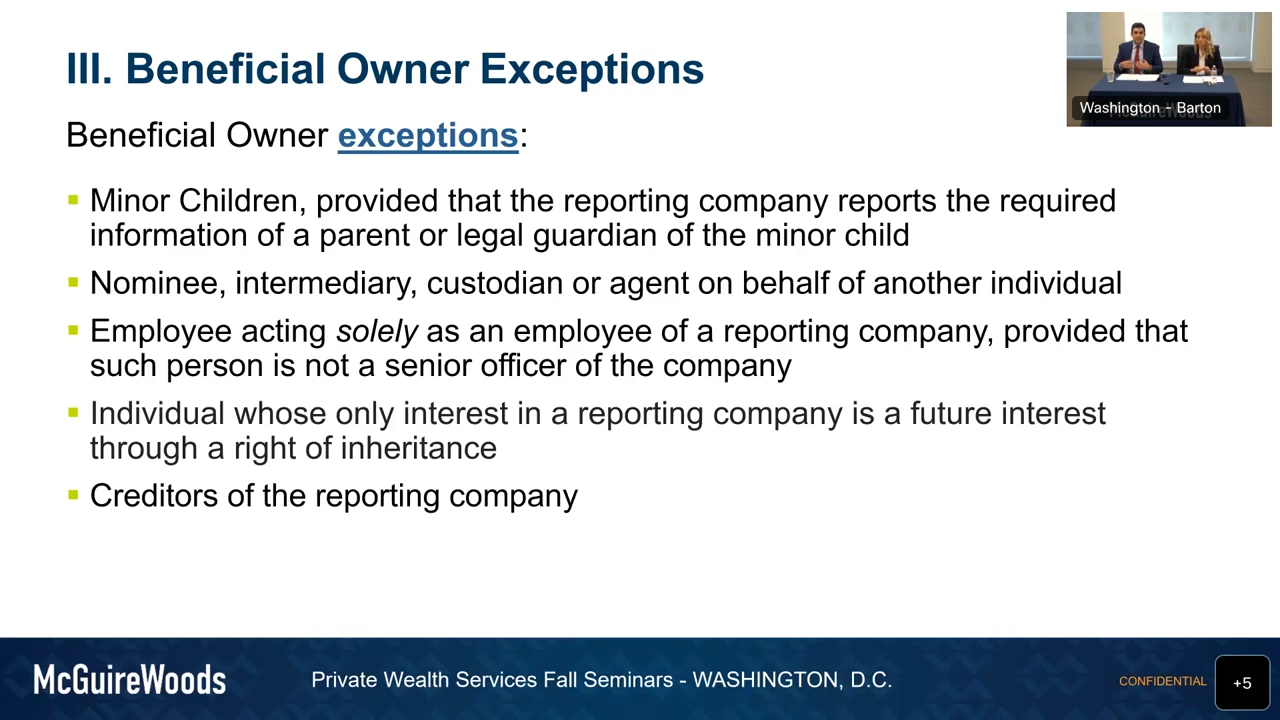 III. Beneficial Owner Exceptions
Beneficial Owner exceptions:
Minor Children, provided that the reporting company reports the required
information of a parent or legal guardian of the minor child
Nominee, intermediary, custodian or agent on behalf of another individual
Employee acting solely as an employee of a reporting company, provided that
such person is not a senior officer of the company
Individual whose only interest in a reporting company is a future interest
through a right of inheritance
Creditors of the reporting company
Washington - Barton
McGuireWoods
McGuireWoods
Private Wealth Services Fall Seminars - WASHINGTON, D.C.
CONFIDENTIAL
+5